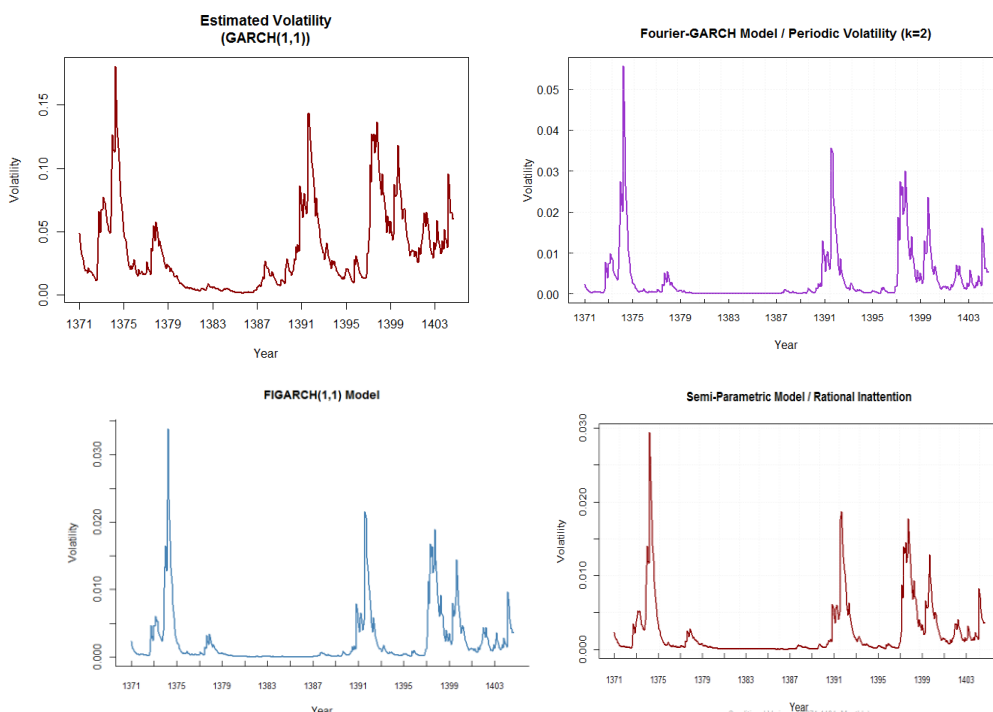 Estimated Volatility
(GARCH(1,1))
Volatility
0.15
0.10
0.05
0.00
1371 1375 1379 1383 1387 1391 1395 1399 1403
Year
Fourier-GARCH Model / Periodic Volatility (k=2)
Volatility
0.05
0.04
0.03
0.02
0.01
0.00
1371 1375 1379 1383 1387 1391 1395 1399 1403
Year
FIGARCH(1,1) Model
Volatility
0.030
0.020
0.010
0.000
1371 1375 1379 1383 1387 1391 1395 1399 1403
Year
Semi-Parametric Model / Rational Inattention
Volatility
0.030
0.020
0.010
0.000
1371 1375 1379 1383 1387 1391 1395 1399 1403
Year